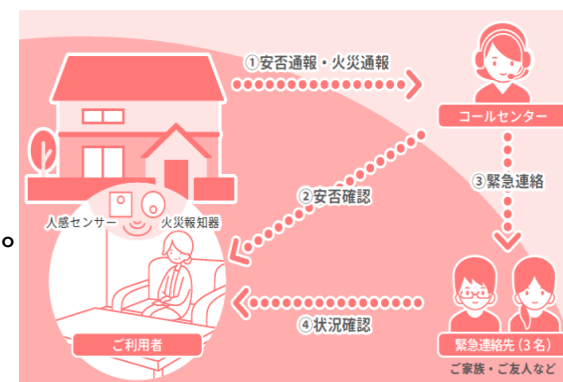 ①安否通報・火災通報
コールセンター
②安否確認
③緊急連絡
人感センサー
火災報知器
。
④状況確認
ご利用者
緊急連絡先(3名)
ご家族・ご友人など